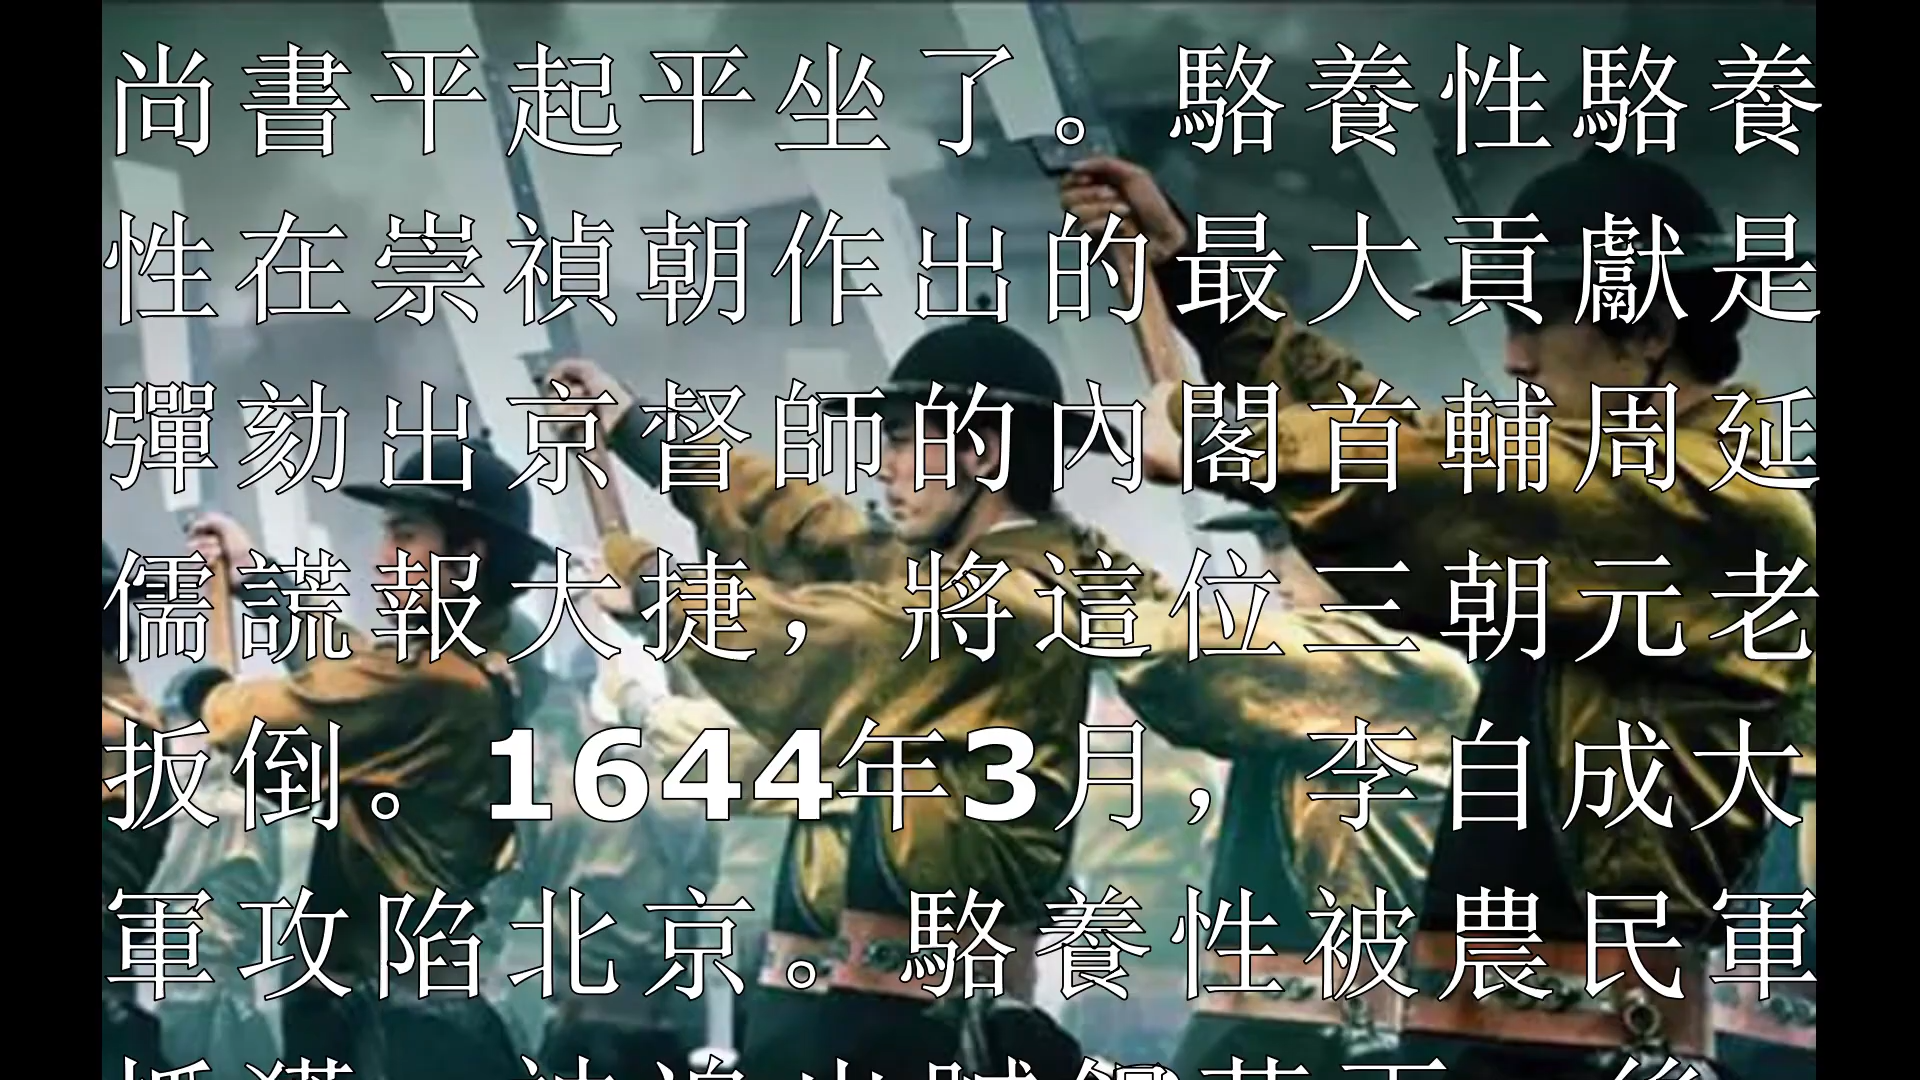 尚書平起平坐了。駱養性駱養
性在崇禎朝作出的最大貢獻是
彈劾出京督師的內閣首輔周延
儒謊報大捷，將這位三朝元老
扳倒。1644年3月，李自成大
軍攻陷北京。駱養性被農民軍